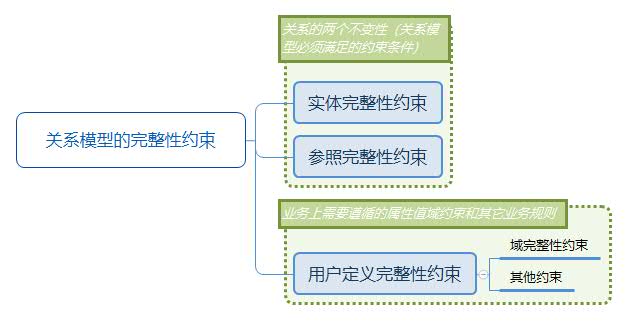 关系的两个不变性（关系模
型必须满足的约束条件）
实体完整性约束
关系模型的完整性约束
参照完整性约束
业务上需要遵循的属性值域约束和其它业务规则
域完整性约束
用户定义完整性约束
其他约束